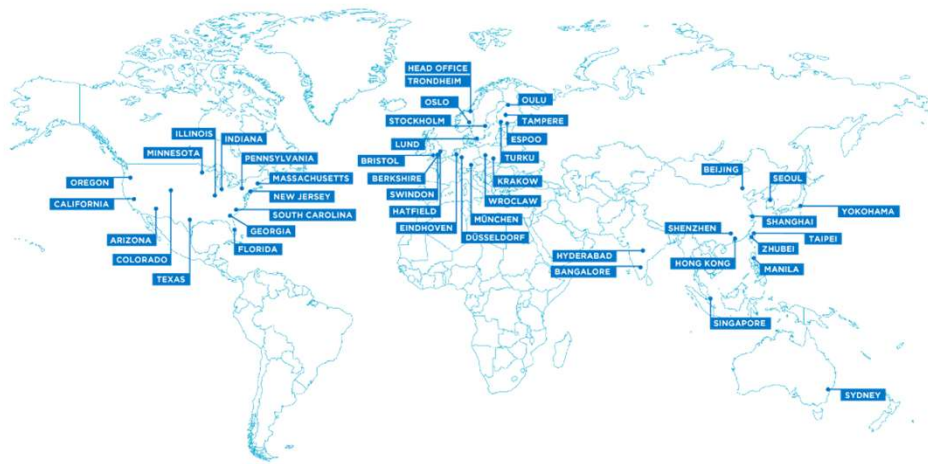 HEAD OFFICE
TRONDHEIM
OSLO
OULU
STOCKHOLM
TAMPERE
ILLINOIS
INDIANA
LUND
ESPOO
MINNESOTA
PENNSYLVANIA
BRISTOL
TURKU
BEIJING
OREGON
MASSACHUSETTS
BERKSHIRE
KRAKOW
SEOUL
CALIFORNIA
NEW JERSEY
SWINDON
WROCLAW
YOKOHAMA
SOUTH CAROLINA
HATFIELD
MÜNCHEN
SHANGHAI
GEORGIA
EINDHOVEN
DÜSSELDORF
SHENZHEN
TAIPEI
ARIZONA
FLORIDA
HYDERABAD
ZHUBEI
COLORADO
HONG KONG
BANGALORE
MANILA
TEXAS
SINGAPORE
SYDNEY